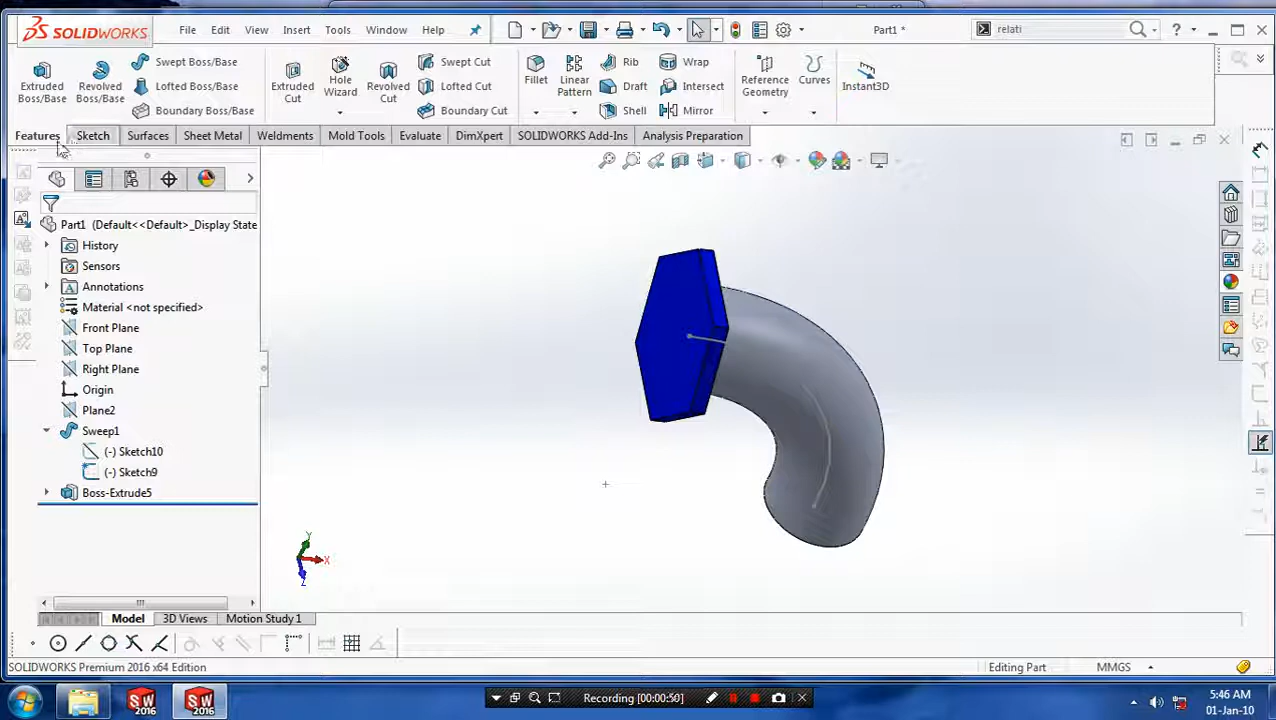 SOLIDWORKS File Edit View Insert Tools Window Help Part1 * relati
Extruded Boss/Base
Revolved Boss/Base
Swept Boss/Base
Lofted Boss/Base
Boundary Boss/Base
Extruded Cut
Hole Wizard
Revolved Cut
Swept Cut
Lofted Cut
Boundary Cut
Fillet
Linear Pattern
Rib
Draft
Shell
Wrap
Intersect
Mirror
Reference Geometry
Curves
Instant3D
Features Sketch Surfaces Sheet Metal Weldments Mold Tools Evaluate DimXpert SOLIDWORKS Add-Ins Analysis Preparation
Part1 (Default<<Default>_Display State
History
Sensors
Annotations
Material <not specified>
Front Plane
Top Plane
Right Plane
Origin
Plane2
Sweep1
(-) Sketch10
(-) Sketch9
Boss-Extrude5
Y
X
Z
Model 3D Views Motion Study 1
SOLIDWORKS Premium 2016 x64 Edition Editing Part MMGS
SW 2016
SW 2016
Recording [00:00:50]
5:46 AM
01-Jan-10